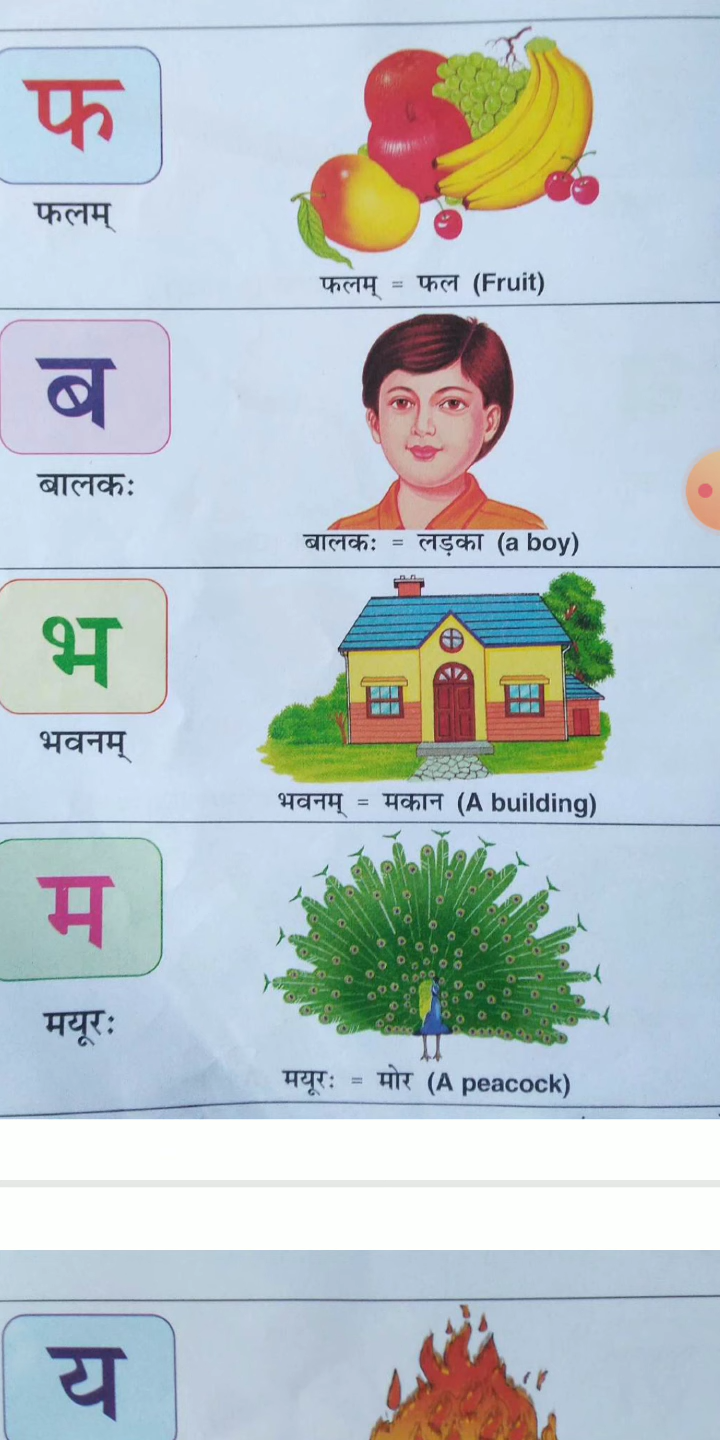 फ
फलम्
फलम् = फल (Fruit)
ब
बालकः
बालकः = लड़का (a boy)
भ
भवनम्
भवनम् = मकान (A building)
म
मयूरः
मयूरः = मोर (A peacock)
य